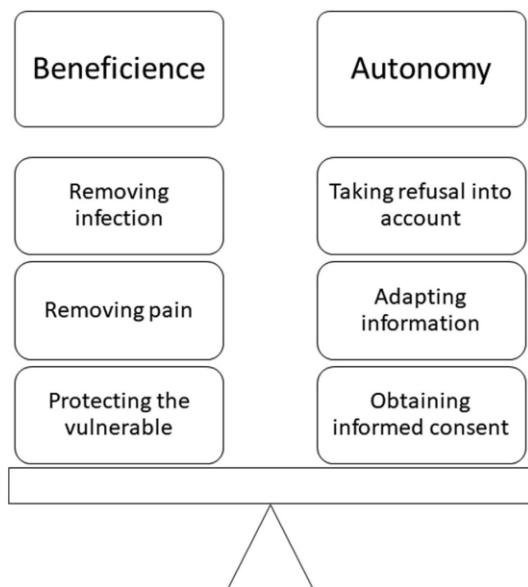 Beneficience
Autonomy
Removing
infection
Taking refusal into
account
Removing pain
Adapting
information
Protecting the
vulnerable
Obtaining
informed consent